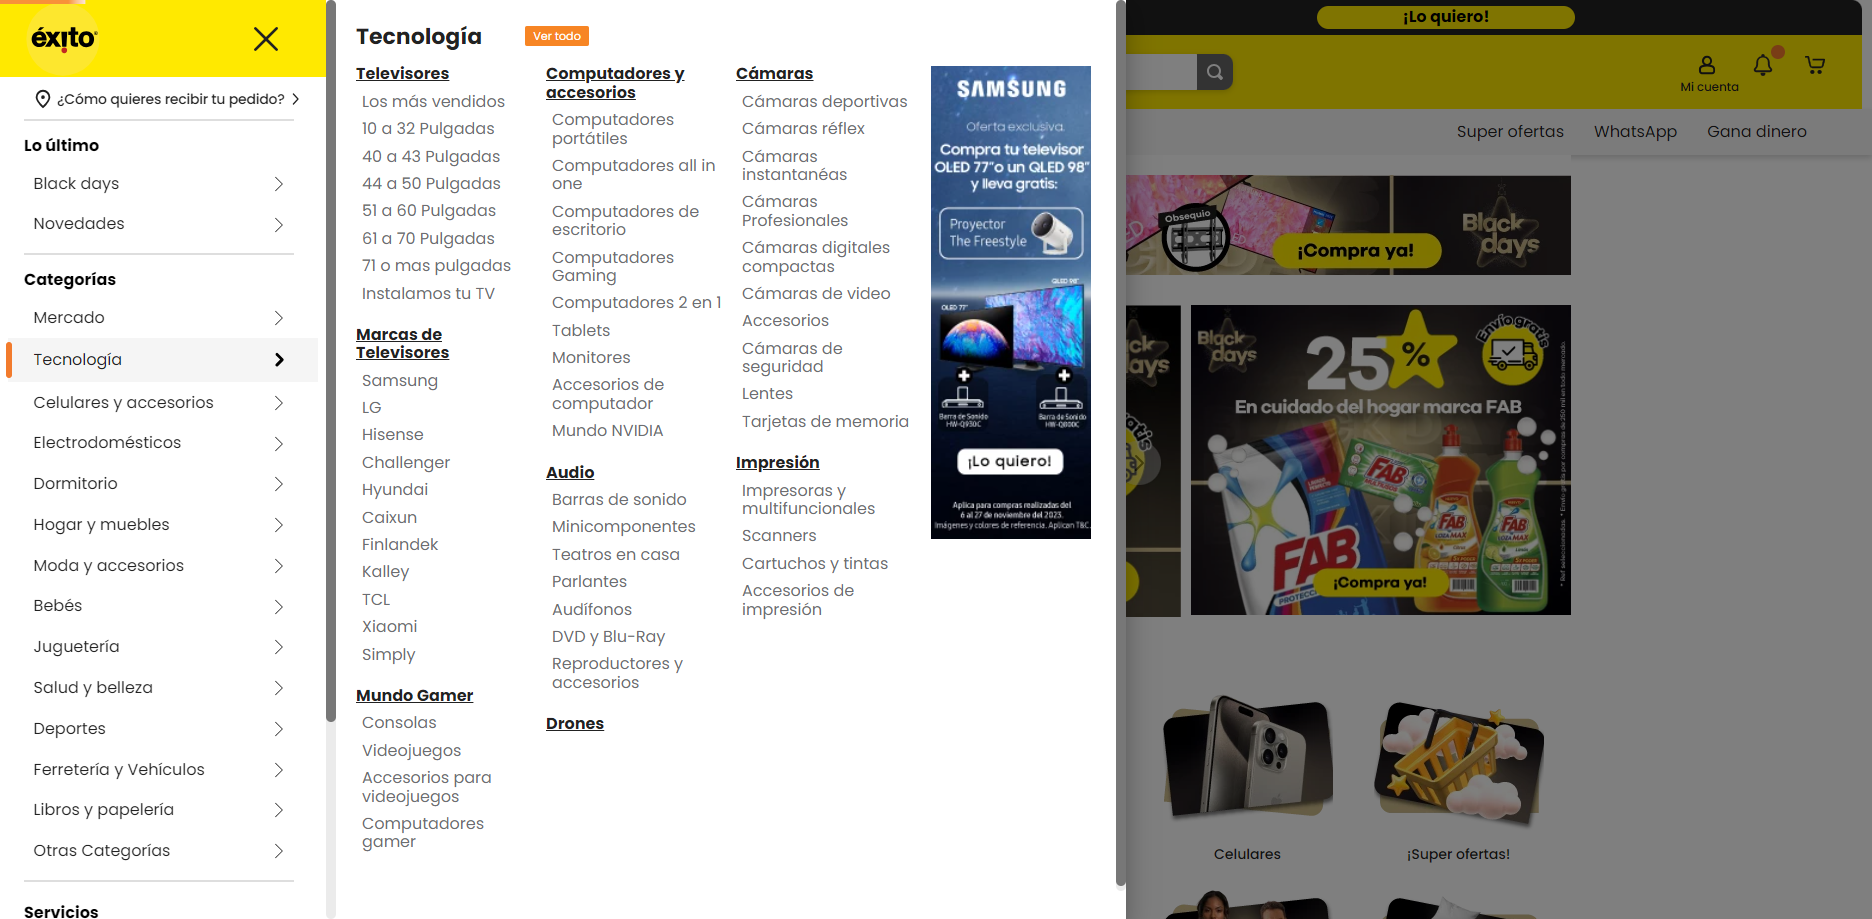 éxito
¿Cómo quieres recibir tu pedido?
Lo último
Black days
Novedades
Categorías
Mercado
Tecnología
Celulares y accesorios
Electrodomésticos
Dormitorio
Hogar y muebles
Moda y accesorios
Bebés
Juguetería
Salud y belleza
Deportes
Ferretería y Vehículos
Libros y papelería
Otras Categorías
Servicios
Tecnología
Ver todo
Televisores
Los más vendidos
10 a 32 Pulgadas
40 a 43 Pulgadas
44 a 50 Pulgadas
51 a 60 Pulgadas
61 a 70 Pulgadas
71 o mas pulgadas
Instalamos tu TV
Marcas de
Televisores
Samsung
LG
Hisense
Challenger
Hyundai
Caixun
Finlandek
Kalley
TCL
Xiaomi
Simply
Mundo Gamer
Consolas
Videojuegos
Accesorios para
videojuegos
Computadores
gamer
Computadores y
accesorios
Computadores
portátiles
Computadores all in
one
Computadores de
escritorio
Computadores
Gaming
Computadores 2 en 1
Tablets
Monitores
Accesorios de
computador
Mundo NVIDIA
Audio
Barras de sonido
Minicomponentes
Teatros en casa
Parlantes
Audífonos
DVD y Blu-Ray
Reproductores y
accesorios
Drones
Cámaras
Cámaras deportivas
Cámaras réflex
Cámaras
instantanéas
Cámaras
Profesionales
Cámaras digitales
compactas
Cámaras de video
Accesorios
Cámaras de
seguridad
Lentes
Tarjetas de memoria
Impresión
Impresoras y
multifuncionales
Scanners
Cartuchos y tintas
Accesorios de
impresión
SAMSUNG
Oferta exclusiva.
Compra tu televisor
OLED 77" o un QLED 98"
y lleva gratis:
Proyector
The Freestyle
QLED 98"
OLED 77"
Barra de Sonido
HW-Q930C
Barra de Sonido
HW-Q800C
¡Lo quiero!
Aplica para compras realizadas del
6 al 27 de noviembre del 2023.
Imágenes y colores de referencia. Aplican T&C.
¡Lo quiero!
Mi cuenta
Super ofertas
WhatsApp
Gana dinero
Obsequio
¡Compra ya!
Black
days
Black
days
25%
Envío gratis
En cuidado del hogar marca FAB
FAB
FAB
FAB
LOZA MAX
FAB
LOZA MAX
¡Compra ya!
Celulares
¡Super ofertas!